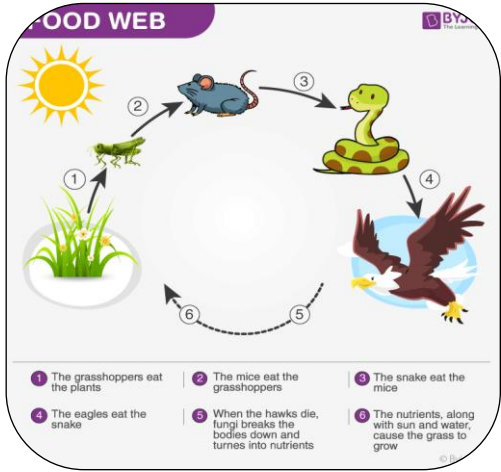 FOOD WEB
BYJU
The Learning
3
2
1
4
6
5
1 The grasshoppers eat
the plants
2 The mice eat the
grasshoppers
3 The snake eat the
mice
4 The eagles eat the
snake
5 When the hawks die,
fungi breaks the
bodies down and
turnes into nutrients
6 The nutrients, along
with sun and water,
cause the grass to
grow